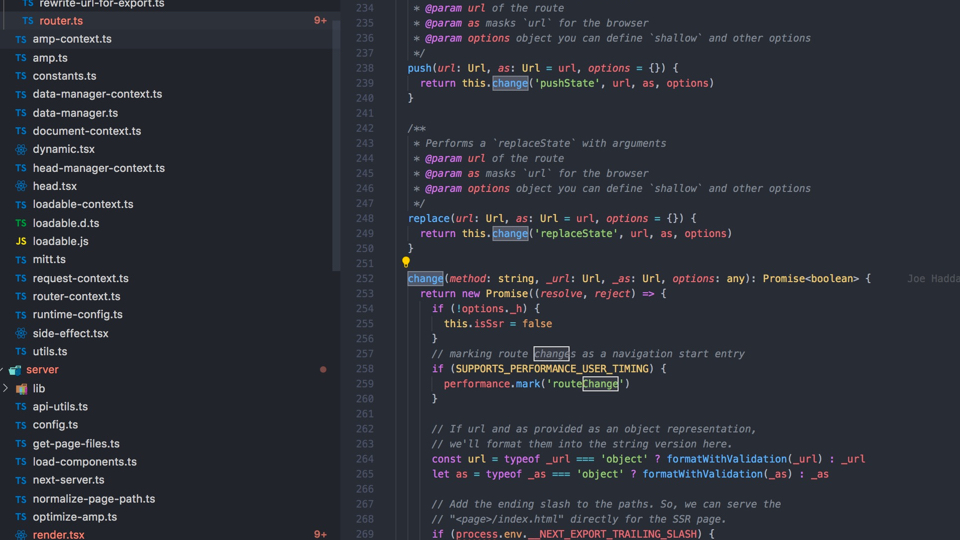 rewrite-url-for-export.ts
TS router.ts 9+
TS amp-context.ts
TS amp.ts
TS constants.ts
TS data-manager-context.ts
TS data-manager.ts
TS document-context.ts
dynamic.tsx
TS head-manager-context.ts
head.tsx
TS loadable-context.ts
TS loadable.d.ts
JS loadable.js
TS mitt.ts
TS request-context.ts
TS router-context.ts
TS runtime-config.ts
side-effect.tsx
TS utils.ts
server
lib
TS api-utils.ts
TS config.ts
TS get-page-files.ts
TS load-components.ts
TS next-server.ts
TS normalize-page-path.ts
TS optimize-amp.ts
render.tsx 9+
234 * @param url of the route
235 * @param as masks `url` for the browser
236 * @param options object you can define `shallow` and other options
237 */
238 push(url: Url, as: Url = url, options = {}) {
239 return this.change('pushState', url, as, options)
240 }
241
242 /**
243 * Performs a `replaceState` with arguments
244 * @param url of the route
245 * @param as masks `url` for the browser
246 * @param options object you can define `shallow` and other options
247 */
248 replace(url: Url, as: Url = url, options = {}) {
249 return this.change('replaceState', url, as, options)
250 }
251
252 change(method: string, _url: Url, _as: Url, options: any): Promise<boolean> { Joe Hadda
253 return new Promise((resolve, reject) => {
254 if (!options._h) {
255 this.isSsr = false
256 }
257 // marking route changes as a navigation start entry
258 if (SUPPORTS_PERFORMANCE_USER_TIMING) {
259 performance.mark('routeChange')
260 }
261
262 // If url and as provided as an object representation,
263 // we'll format them into the string version here.
264 const url = typeof _url === 'object' ? formatWithValidation(_url) : _url
265 let as = typeof _as === 'object' ? formatWithValidation(_as) : _as
266
267 // Add the ending slash to the paths. So, we can serve the
268 // "<page>/index.html" directly for the SSR page.
269 if (process.env.__NEXT_EXPORT_TRAILING_SLASH) {